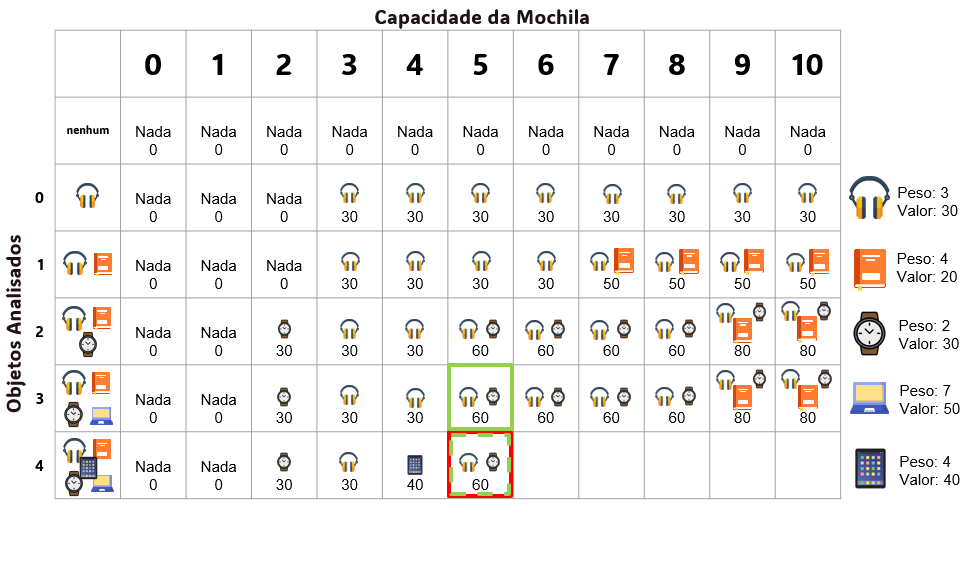 Capacidade da Mochila
0 1 2 3 4 5 6 7 8 9 10
nenhum
Nada Nada Nada Nada Nada Nada Nada Nada Nada Nada Nada
0 0 0 0 0 0 0 0 0 0 0
Objetos Analisados
0
Nada Nada Nada
0 0 0 30 30 30 30 30 30 30 30
Peso: 3
Valor: 30
1
Nada Nada Nada
0 0 0 30 30 30 30 50 50 50 50
Peso: 4
Valor: 20
2
Nada Nada
0 0 30 30 30 60 60 60 60 80 80
Peso: 2
Valor: 30
3
Nada Nada
0 0 30 30 30 60 60 60 60 80 80
Peso: 7
Valor: 50
4
Nada Nada
0 0 30 30 40 60
Peso: 4
Valor: 40